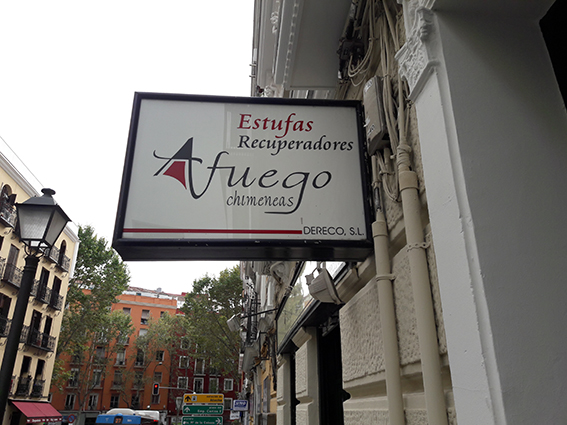 Estufas
Recuperadores
Afuego
chimeneas
DERECO, S.L.